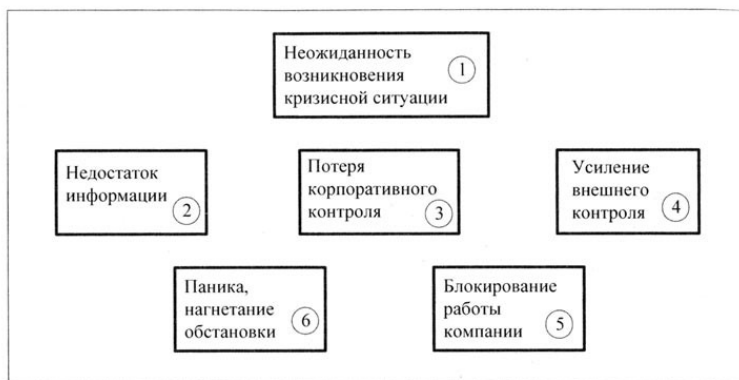 Неожиданность
возникновения
кризисной ситуации
1
Недостаток
информации
2
Потеря
корпоративного
контроля
3
Усиление
внешнего
контроля
4
Паника,
нагнетание
обстановки
6
Блокирование
работы
компании
5